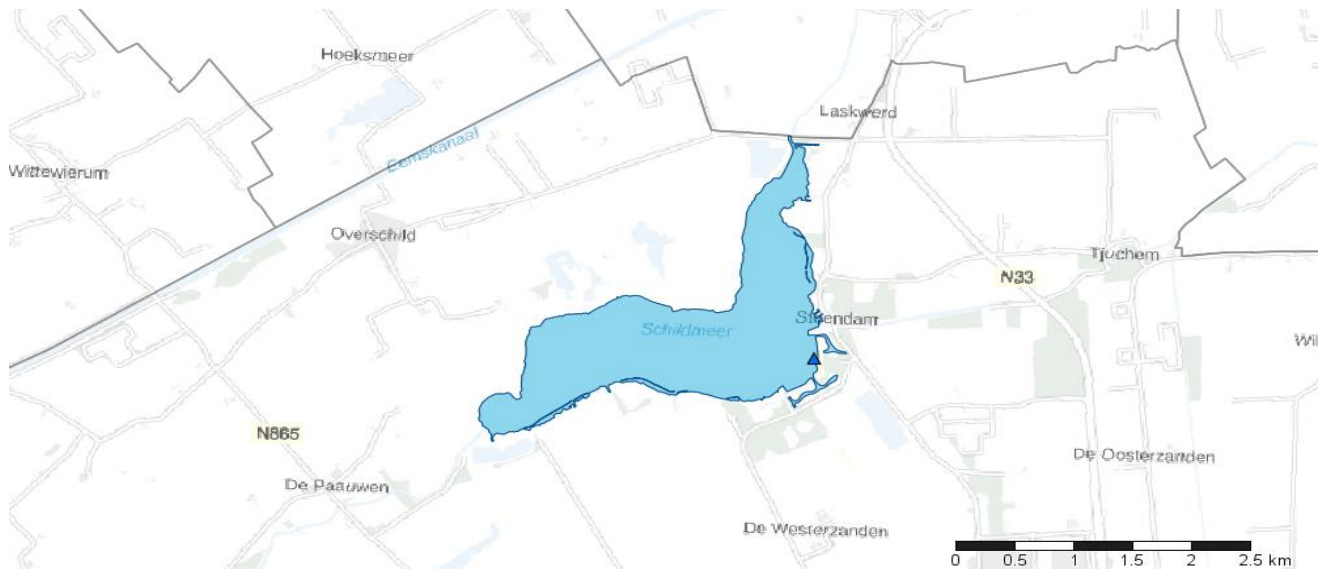 Hoeksmeer
Laskwerd
Eemskanaal
Wittewierum
Overschild
Tjuchem
N33
Schildmeer
Steendam
Wil
N865
De Oosterzanden
De Paauwen
De Westerzanden
0 0.5 1 1.5 2 2.5 km